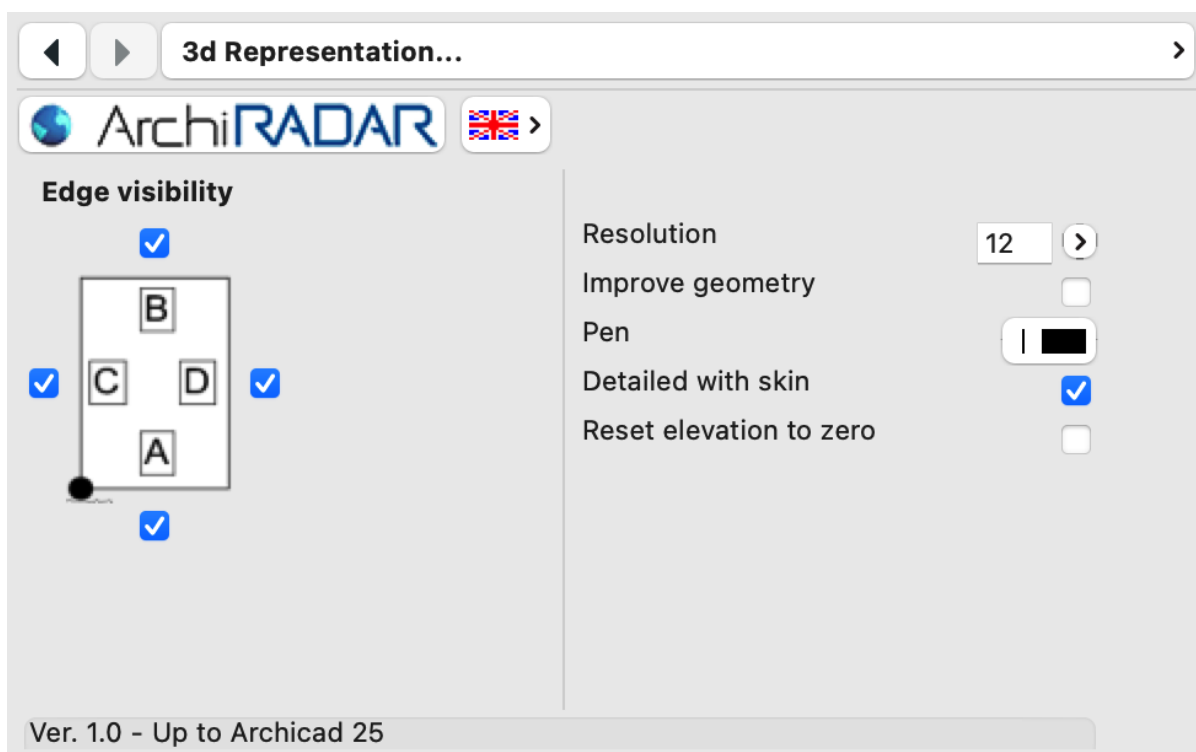 3d Representation...
ArchiRADAR
Edge visibility
B
C D
A
Resolution 12
Improve geometry
Pen
Detailed with skin
Reset elevation to zero
Ver. 1.0 - Up to Archicad 25